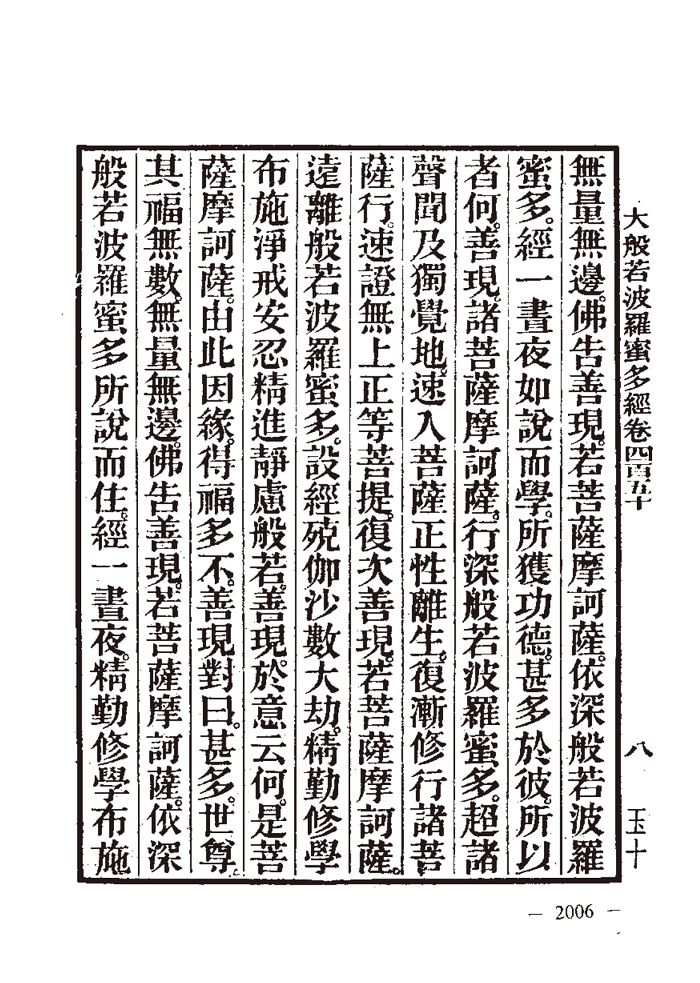 大般若波羅蜜多經卷四百五十 八 玉十
無量無邊。佛告善現。若菩薩摩訶薩。依深般若波羅
蜜多。經一晝夜如說而學。所獲功德。甚多於彼。所以
者何。善現。諸菩薩摩訶薩。行深般若波羅蜜多。超諸
聲聞及獨覺地。速入菩薩正性離生。復漸修行諸菩
薩行。速證無上正等菩提。復次善現。若菩薩摩訶薩。
遠離般若波羅蜜多。設經殑伽沙數大劫。精勤修學
布施淨戒安忍精進靜慮般若。善現於意云何。是菩
薩摩訶薩。由此因緣。得福多不。善現對曰。甚多。世尊。
其福無數。無量無邊。佛告善現。若菩薩摩訶薩。依深
般若波羅蜜多所說而住。經一晝夜。精勤修學布施
— 2006 —